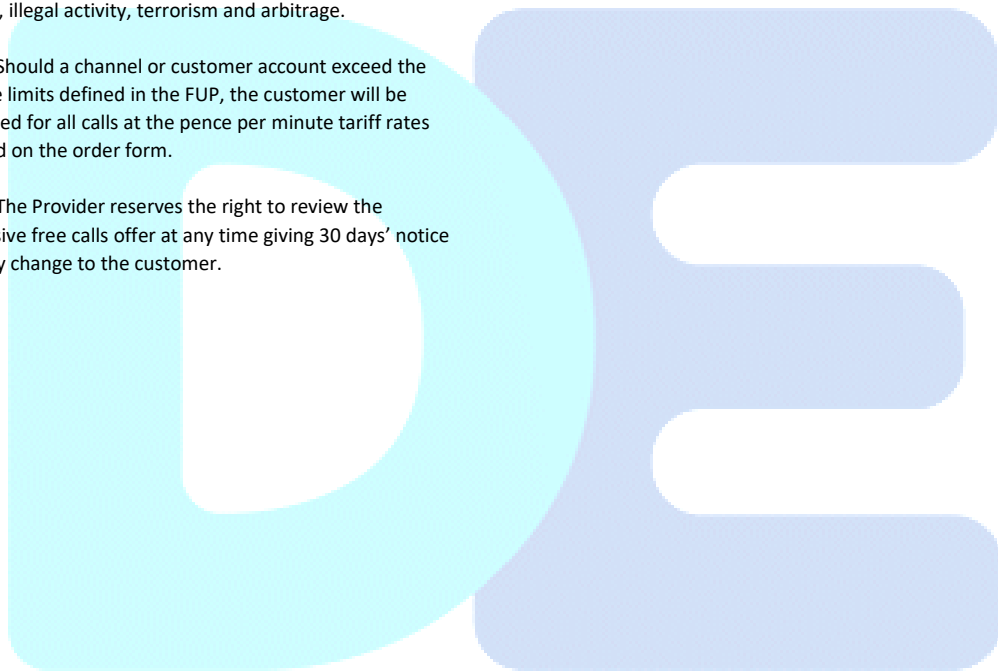 , illegal activity, terrorism and arbitrage.
Should a channel or customer account exceed the
limits defined in the FUP, the customer will be
for all calls at the pence per minute tariff rates
on the order form.
The Provider reserves the right to review the
free calls offer at any time giving 30 days’ notice
change to the customer.
DE